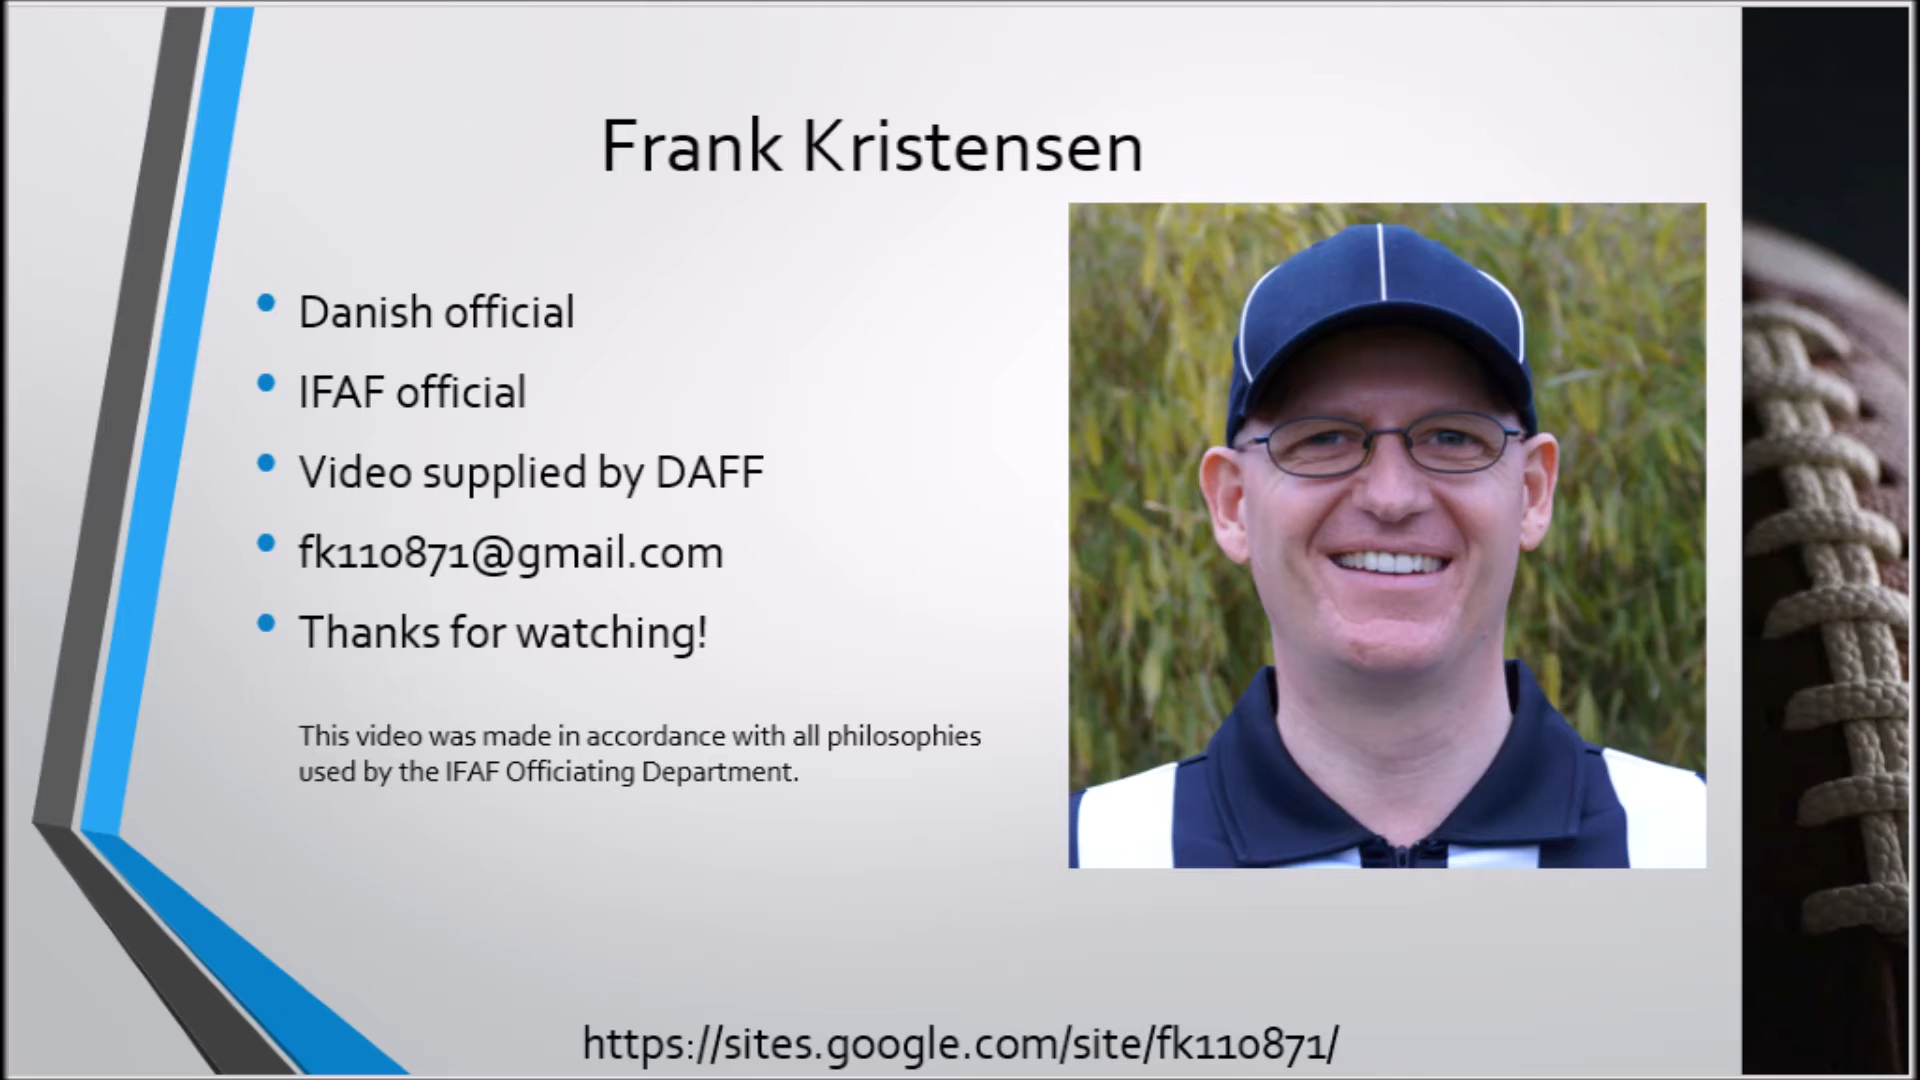 Frank Kristensen
Danish official
IFAF official
Video supplied by DAFF
fk110871@gmail.com
Thanks for watching!
This video was made in accordance with all philosophies
used by the IFAF Officiating Department.
https://sites.google.com/site/fk110871/